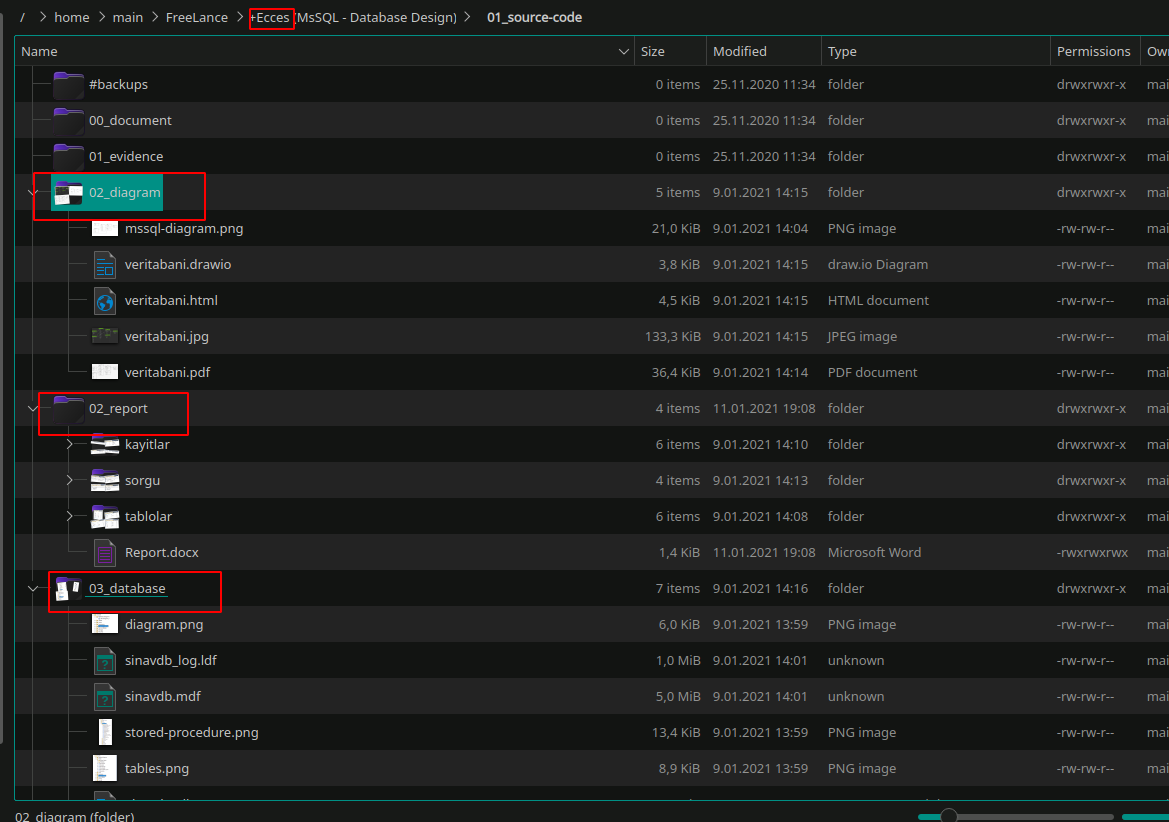 / > home > main > FreeLance > +Ecces (MsSQL - Database Design) > 01_source-code
Name Size Modified Type Permissions Own
#backups 0 items 25.11.2020 11:34 folder drwxrwxr-x mai
00_document 0 items 25.11.2020 11:34 folder drwxrwxr-x mai
01_evidence 0 items 25.11.2020 11:34 folder drwxrwxr-x mai
02_diagram 5 items 9.01.2021 14:15 folder drwxrwxr-x mai
mssql-diagram.png 21,0 KiB 9.01.2021 14:04 PNG image -rw-rw-r-- mai
veritabani.drawio 3,8 KiB 9.01.2021 14:15 draw.io Diagram -rw-rw-r-- mai
veritabani.html 4,5 KiB 9.01.2021 14:15 HTML document -rw-rw-r-- mai
veritabani.jpg 133,3 KiB 9.01.2021 14:15 JPEG image -rw-rw-r-- mai
veritabani.pdf 36,4 KiB 9.01.2021 14:14 PDF document -rw-rw-r-- mai
02_report 4 items 11.01.2021 19:08 folder drwxrwxr-x mai
kayitlar 6 items 9.01.2021 14:10 folder drwxrwxr-x mai
sorgu 4 items 9.01.2021 14:13 folder drwxrwxr-x mai
tablolar 6 items 9.01.2021 14:08 folder drwxrwxr-x mai
Report.docx 1,4 KiB 11.01.2021 19:08 Microsoft Word -rwxrwxrwx mai
03_database 7 items 9.01.2021 14:16 folder drwxrwxr-x mai
diagram.png 6,0 KiB 9.01.2021 13:59 PNG image -rw-rw-r-- mai
sinavdb_log.ldf 1,0 MiB 9.01.2021 14:01 unknown -rw-rw-r-- mai
sinavdb.mdf 5,0 MiB 9.01.2021 14:01 unknown -rw-rw-r-- mai
stored-procedure.png 13,4 KiB 9.01.2021 13:59 PNG image -rw-rw-r-- mai
tables.png 8,9 KiB 9.01.2021 13:59 PNG image -rw-rw-r-- mai
02_diagram (folder)